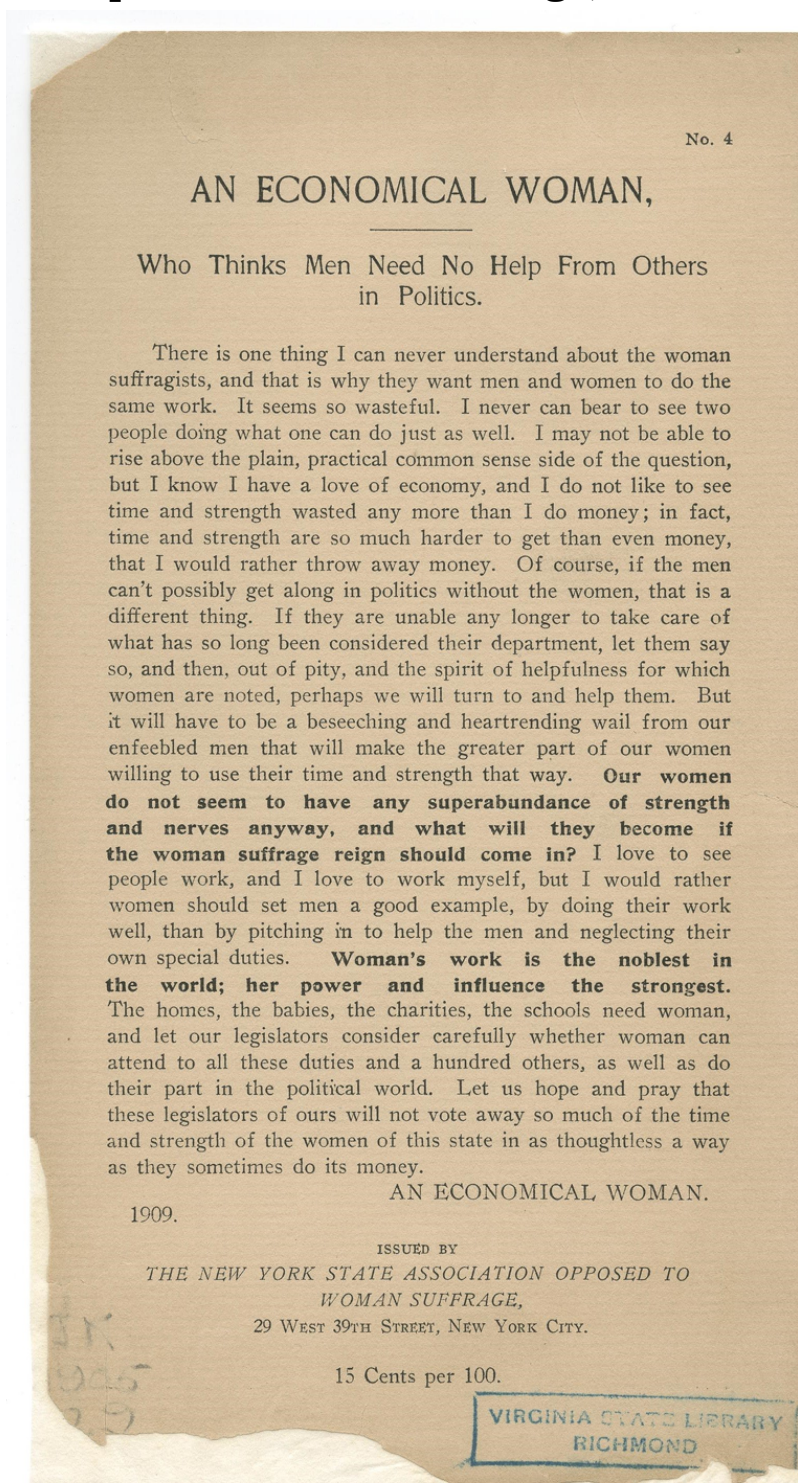 No. 4
AN ECONOMICAL WOMAN,
Who Thinks Men Need No Help From Others
in Politics.
There is one thing I can never understand about the woman
suffragists, and that is why they want men and women to do the
same work. It seems so wasteful. I never can bear to see two
people doing what one can do just as well. I may not be able to
rise above the plain, practical common sense side of the question,
but I know I have a love of economy, and I do not like to see
time and strength wasted any more than I do money; in fact,
time and strength are so much harder to get than even money,
that I would rather throw away money. Of course, if the men
can't possibly get along in politics without the women, that is a
different thing. If they are unable any longer to take care of
what has so long been considered their department, let them say
so, and then, out of pity, and the spirit of helpfulness for which
women are noted, perhaps we will turn to and help them. But
it will have to be a beseeching and heartrending wail from our
enfeebled men that will make the greater part of our women
willing to use their time and strength that way. Our women
do not seem to have any superabundance of strength
and nerves anyway, and what will they become if
the woman suffrage reign should come in? I love to see
people work, and I love to work myself, but I would rather
women should set men a good example, by doing their work
well, than by pitching in to help the men and neglecting their
own special duties. Woman's work is the noblest in
the world; her power and influence the strongest.
The homes, the babies, the charities, the schools need woman,
and let our legislators consider carefully whether woman can
attend to all these duties and a hundred others, as well as do
their part in the political world. Let us hope and pray that
these legislators of ours will not vote away so much of the time
and strength of the women of this state in as thoughtless a way
as they sometimes do its money.
AN ECONOMICAL WOMAN.
1909.
ISSUED BY
THE NEW YORK STATE ASSOCIATION OPPOSED TO
WOMAN SUFFRAGE,
29 WEST 39TH STREET, NEW YORK CITY.
15 Cents per 100.
VIRGINIA STATE LIBRARY
RICHMOND